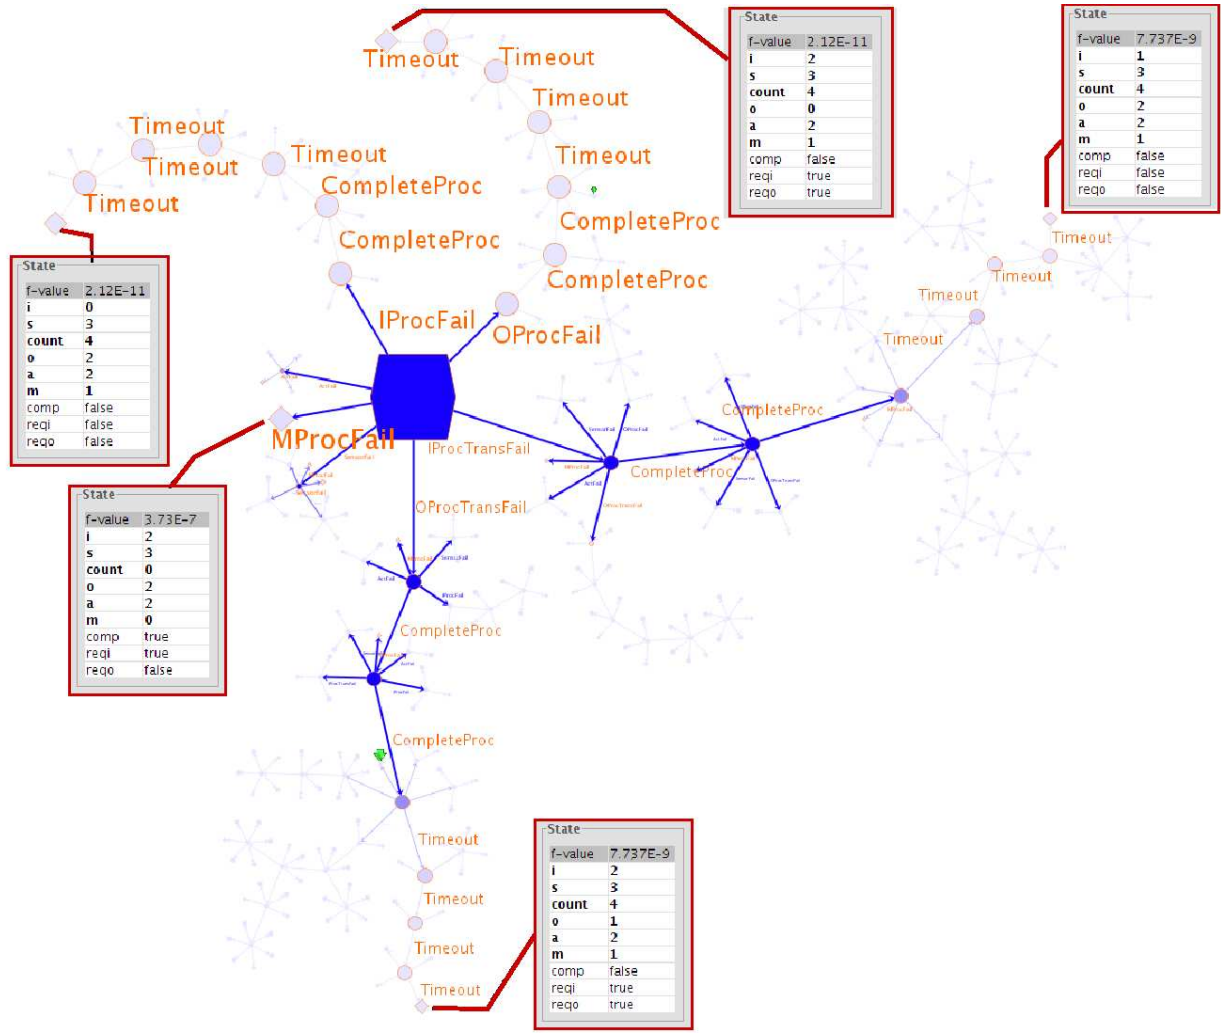 State
f-value 2.12E-11
i 2
s 3
count 4
o 0
a 2
m 1
comp false
reqi true
reqo true
State
f-value 7.737E-9
i 1
s 3
count 4
o 2
a 2
m 1
comp false
reqi false
reqo false
Timeout
Timeout
Timeout
Timeout
Timeout
Timeout
Timeout
Timeout
CompleteProc
CompleteProc
CompleteProc
CompleteProc
Timeout
Timeout
Timeout
Timeout
State
f-value 2.12E-11
i 0
s 3
count 4
o 2
a 2
m 1
comp false
reqi false
reqo false
IProcFail
OProcFail
MProcFail
IProcTransFail
CompleteProc
CompleteProc
State
f-value 3.73E-7
i 2
s 3
count 0
o 2
a 2
m 0
comp true
reqi true
reqo false
OProcTransFail
CompleteProc
CompleteProc
Timeout
Timeout
Timeout
Timeout
State
f-value 7.737E-9
i 2
s 3
count 4
o 1
a 2
m 1
comp false
reqi true
reqo true